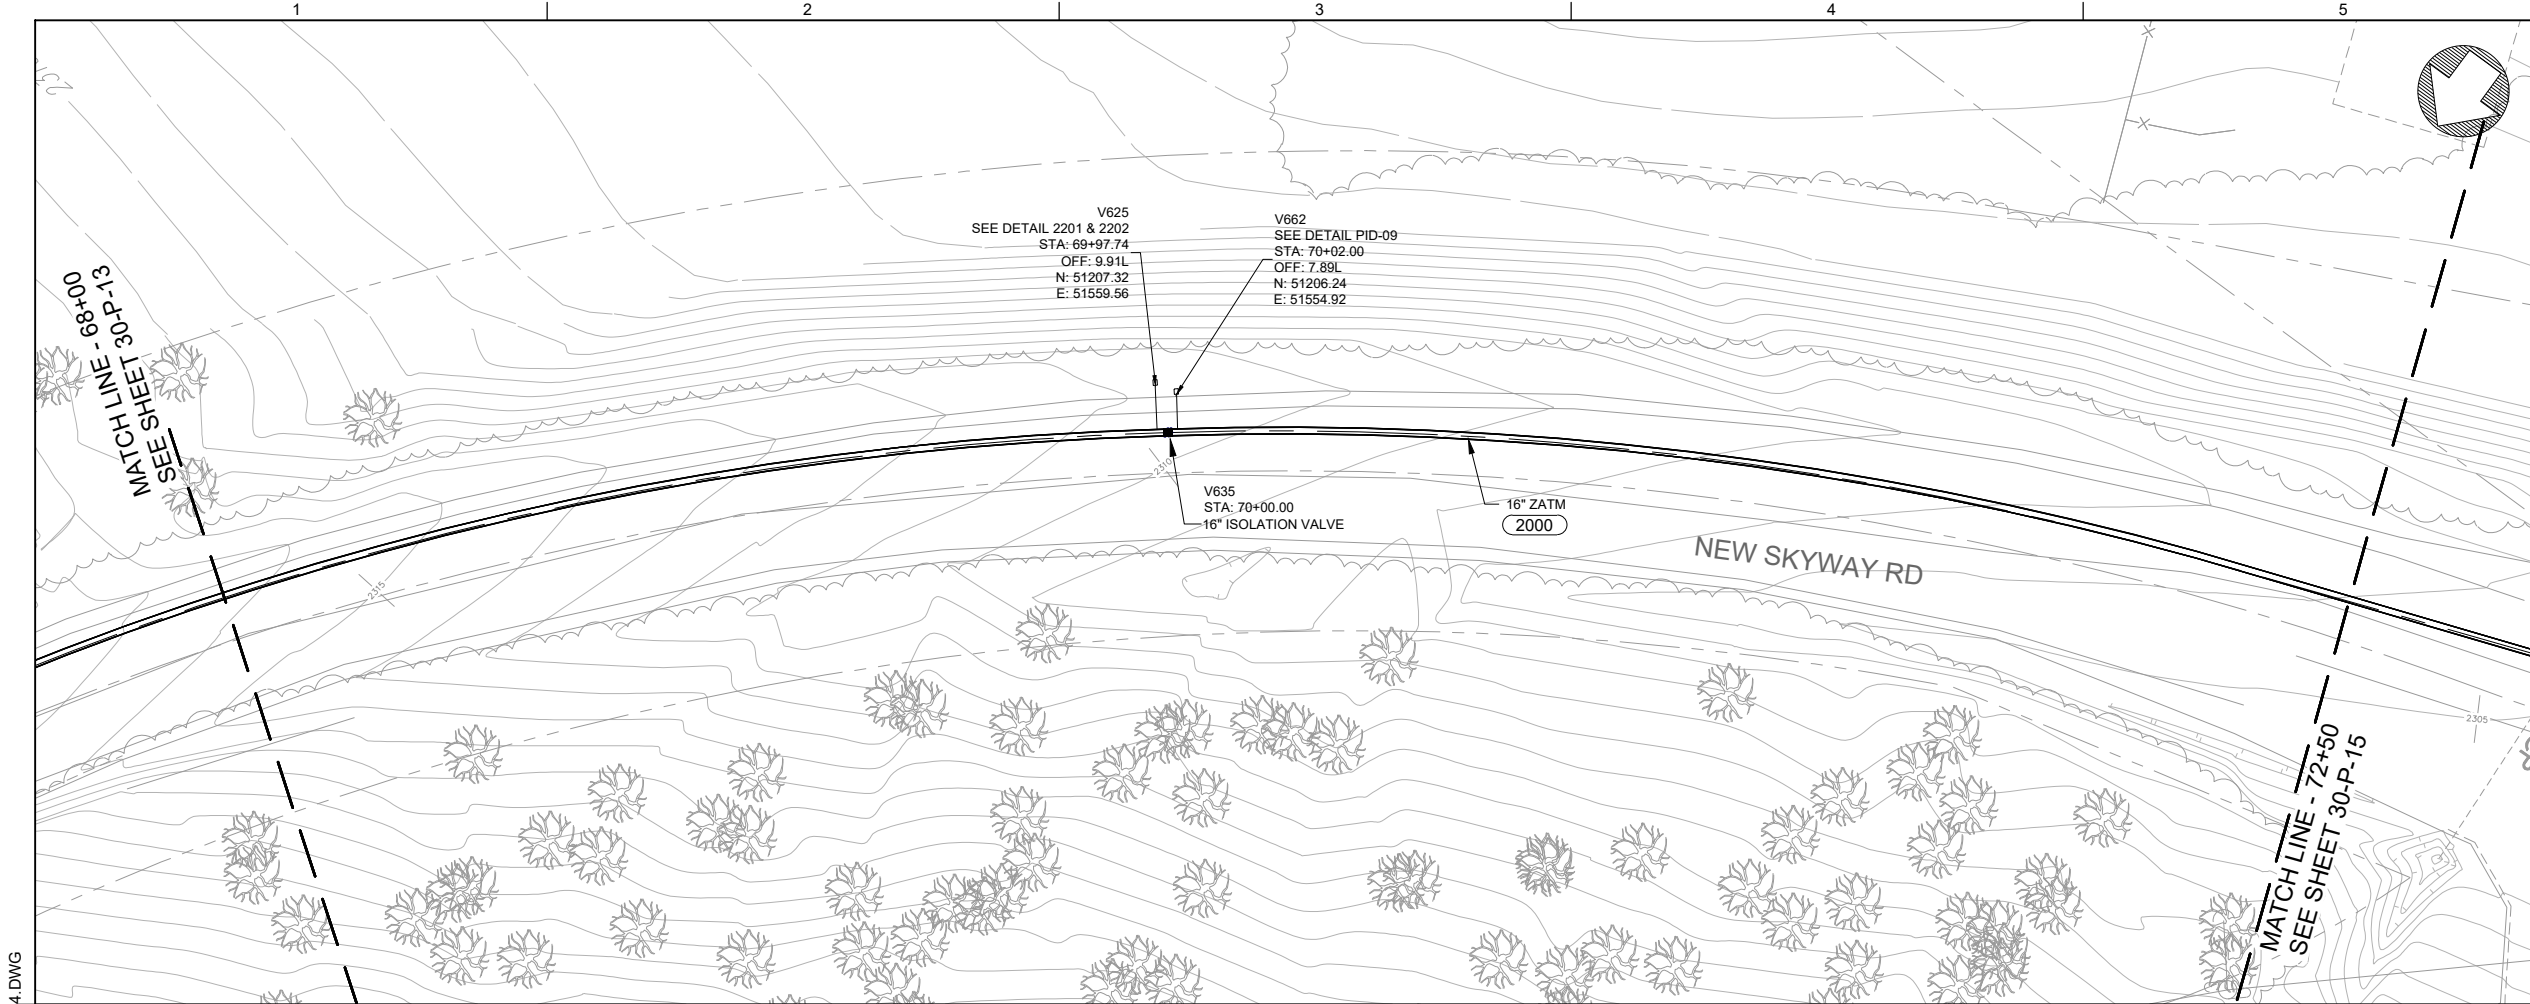 1
2
3
4
5
V625
SEE DETAIL 2201 & 2202
STA: 69+97.74
OFF: 9.91L
N: 51207.32
E: 51559.56
V662
SEE DETAIL PID-09
STA: 70+02.00
OFF: 7.89L
N: 51206.24
E: 51554.92
MATCH LINE - 68+00
SEE SHEET 30-P-13
2310
V635
STA: 70+00.00
16" ISOLATION VALVE
16" ZATM
2000
NEW SKYWAY RD
2315
2305
MATCH LINE - 72+50
SEE SHEET 30-P-15
4.DWG